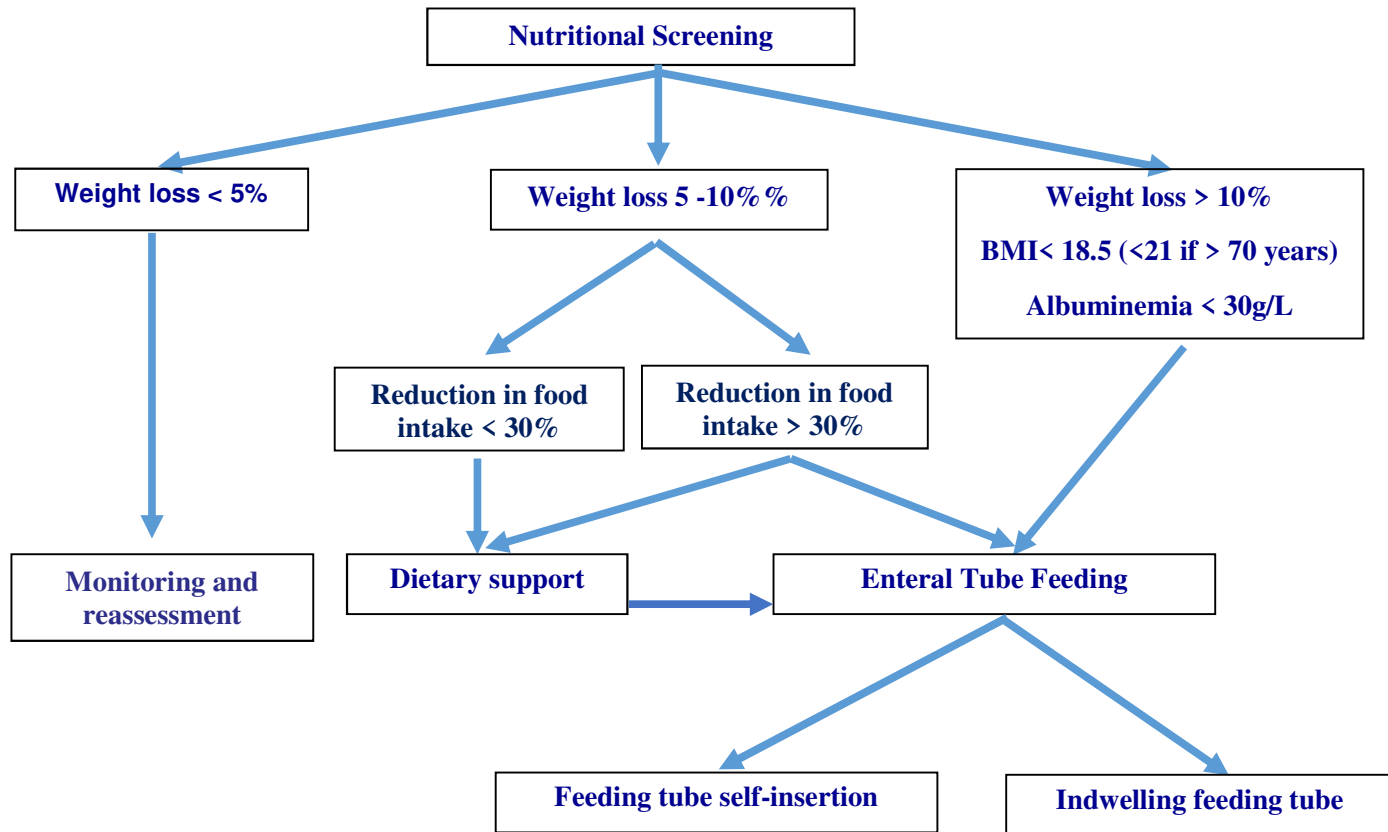 Nutritional Screening
Weight loss < 5%
Weight loss 5 -10% %
Weight loss > 10%
BMI< 18.5 (<21 if > 70 years)
Albuminemia < 30g/L
Reduction in food
intake < 30%
Reduction in food
intake > 30%
Monitoring and
reassessment
Dietary support
Enteral Tube Feeding
Feeding tube self-insertion
Indwelling feeding tube